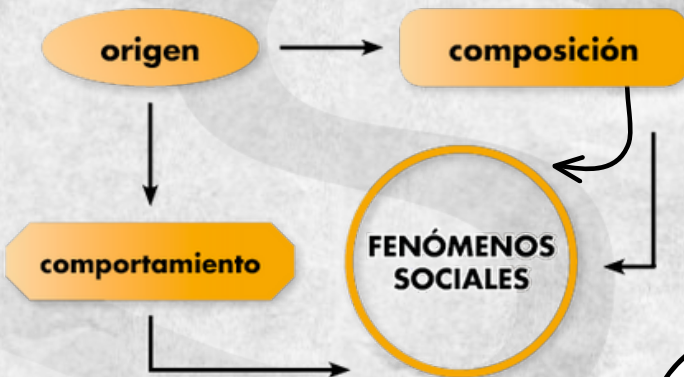 origen
composición
comportamiento
FENÓMENOS
SOCIALES